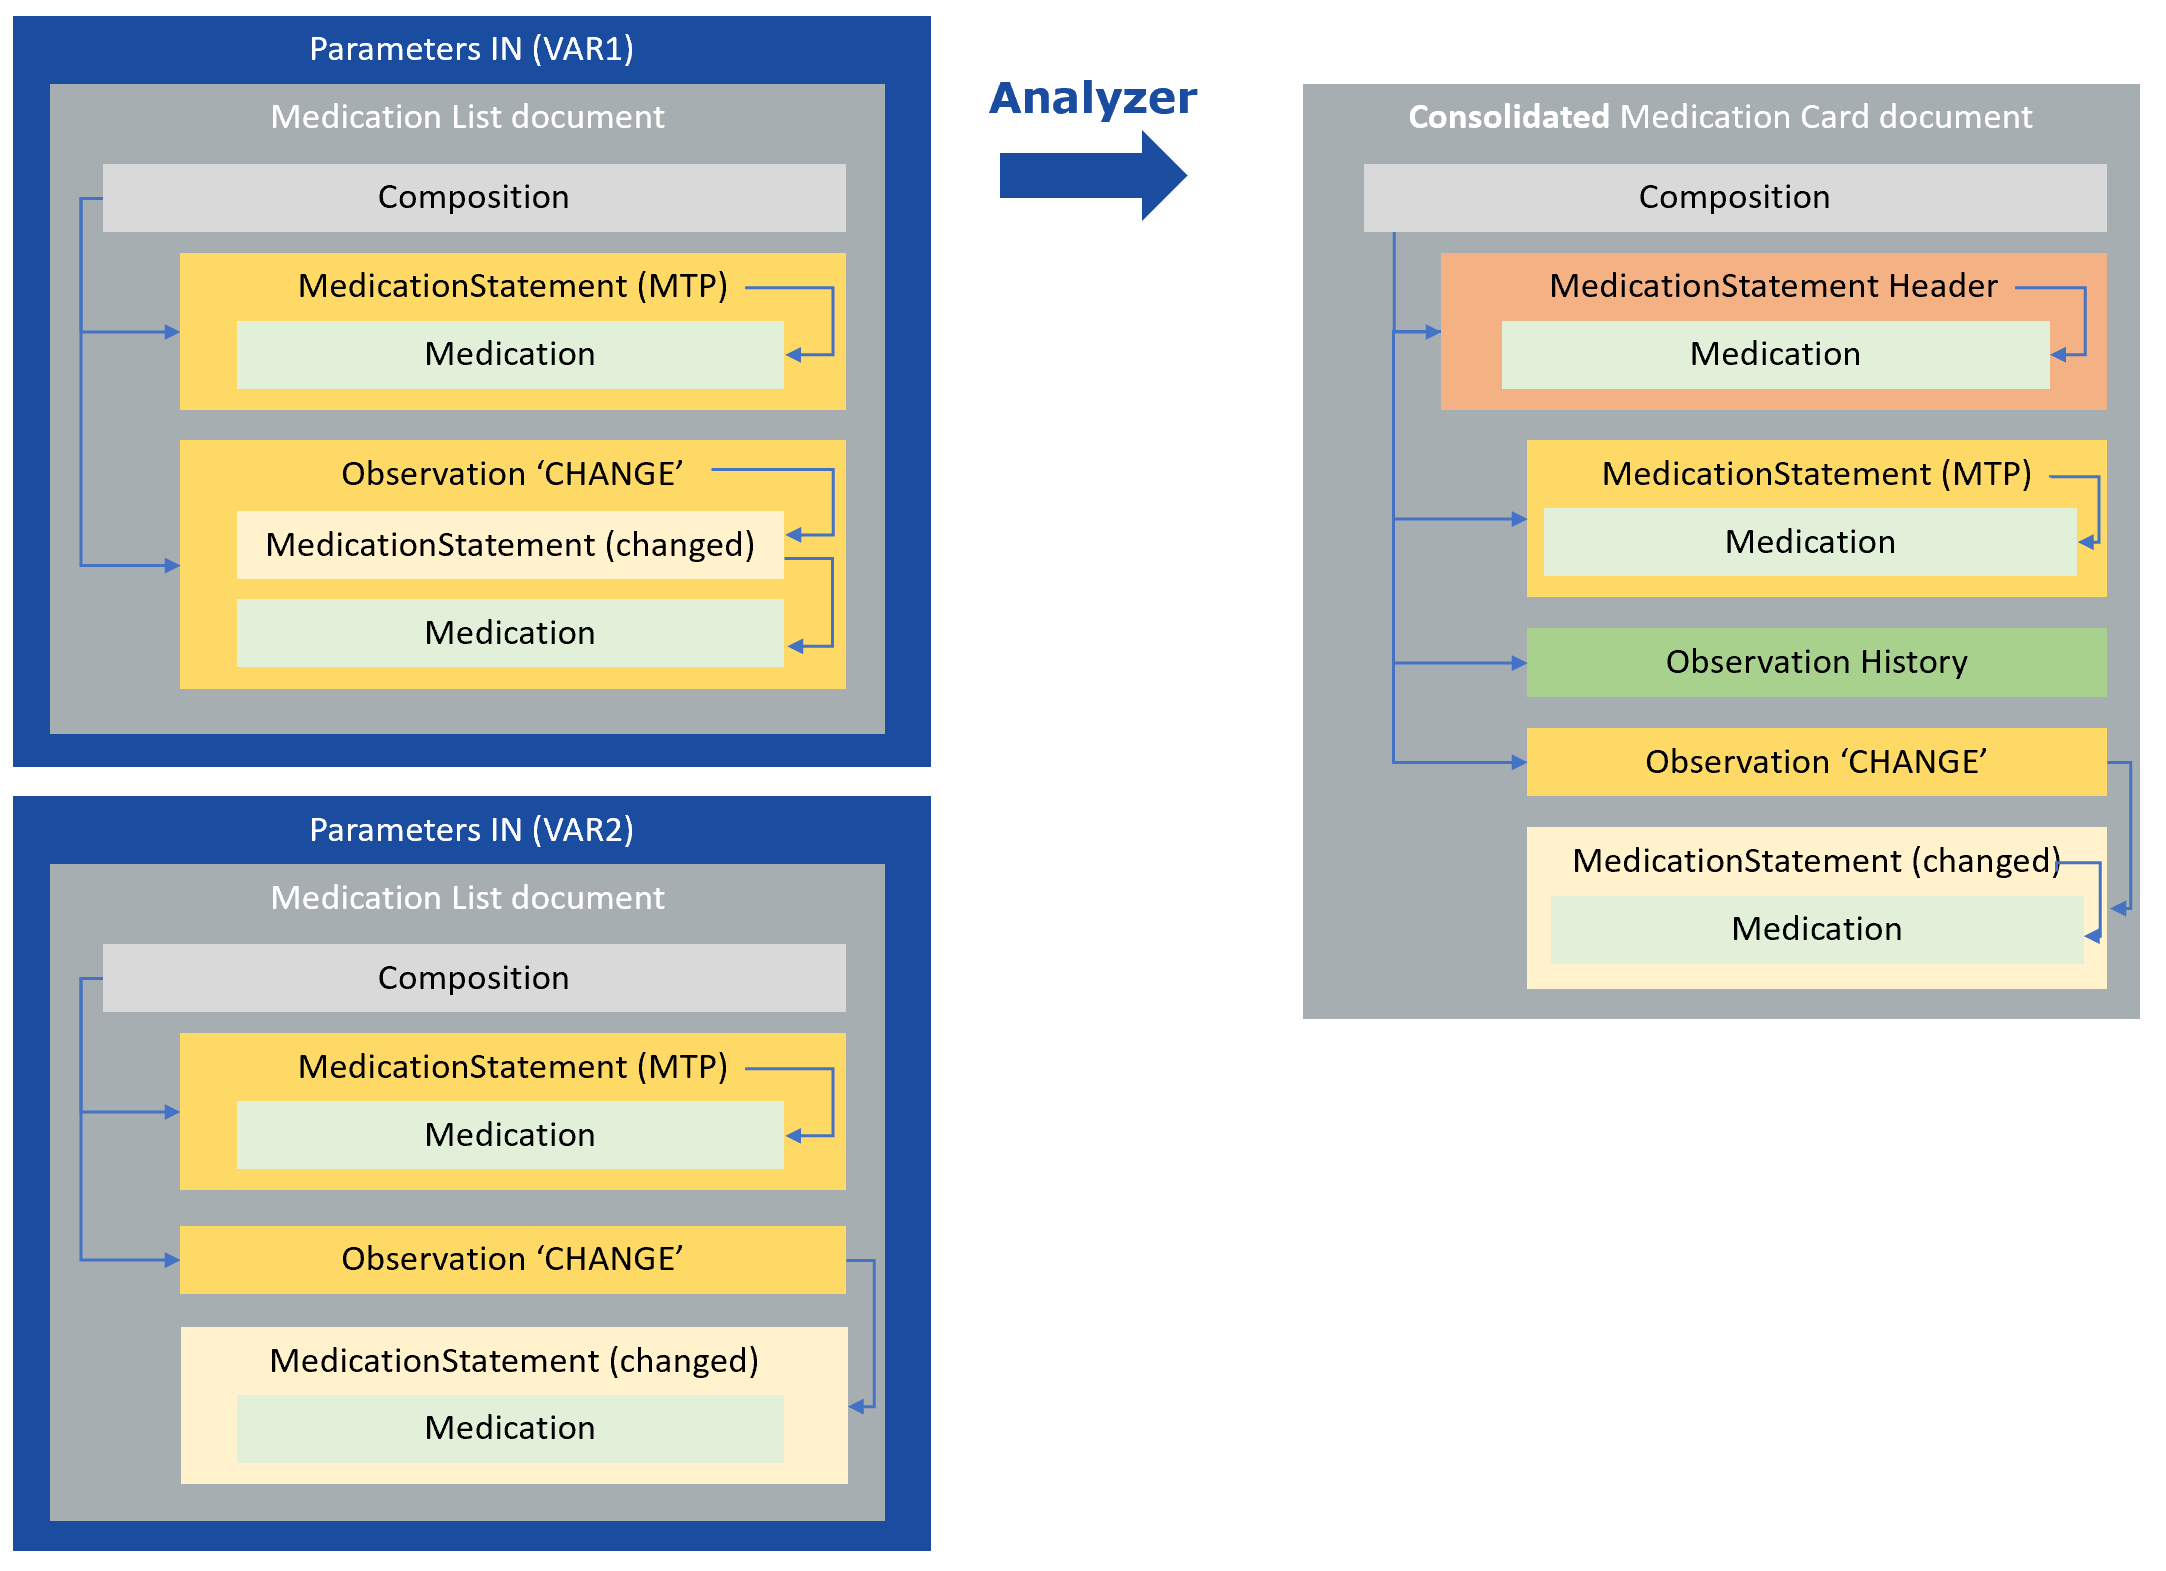 Parameters IN (VAR1)
Medication List document
Composition
MedicationStatement (MTP)
Medication
Observation ‘CHANGE’
MedicationStatement (changed)
Medication
Parameters IN (VAR2)
Medication List document
Composition
MedicationStatement (MTP)
Medication
Observation ‘CHANGE’
MedicationStatement (changed)
Medication
Analyzer
Consolidated Medication Card document
Composition
MedicationStatement Header
Medication
MedicationStatement (MTP)
Medication
Observation History
Observation ‘CHANGE’
MedicationStatement (changed)
Medication